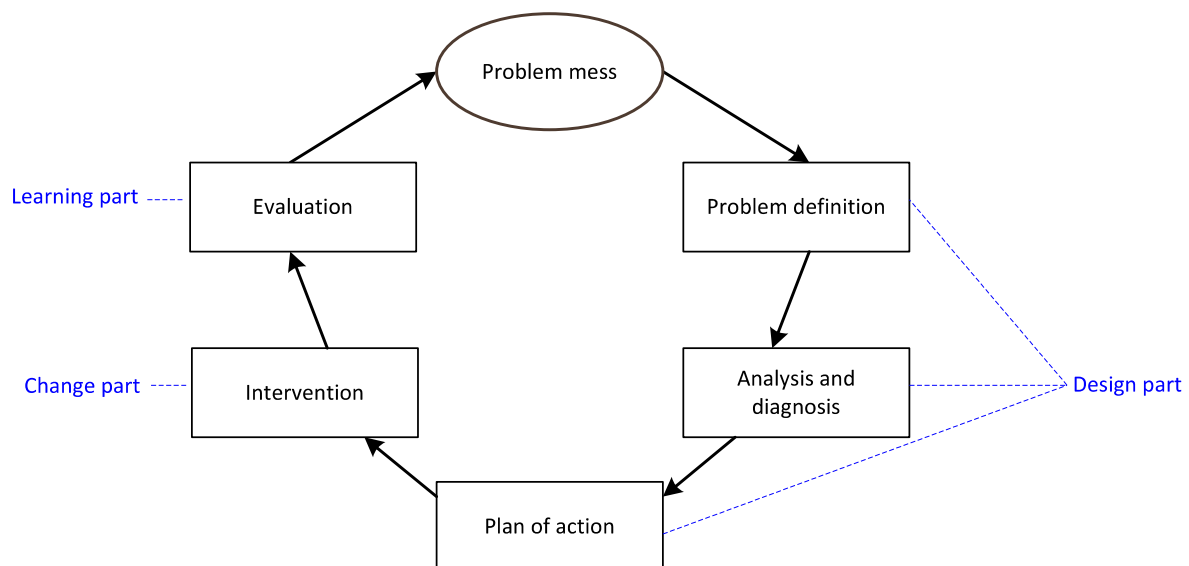 Problem mess
Learning part
Evaluation
Problem definition
Change part
Intervention
Analysis and
diagnosis
Design part
Plan of action